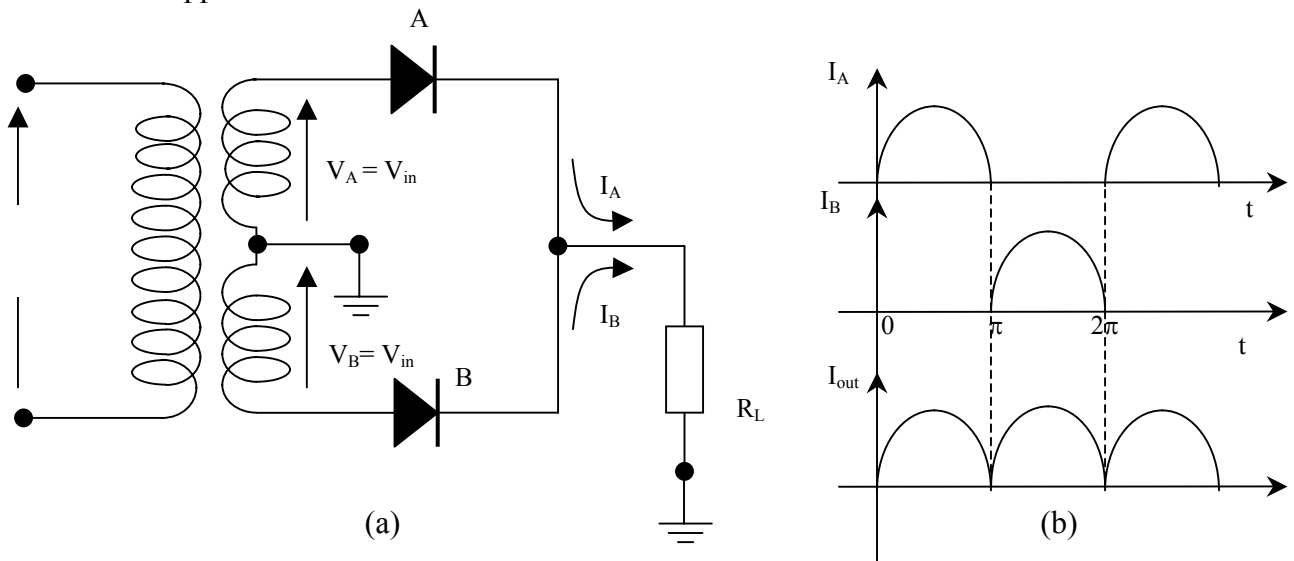 A
V_A = V_in
I_A
I_B
V_B= V_in
B
R_L
(a)
I_A
t
I_B
0
π
2π
t
I_out
t
(b)